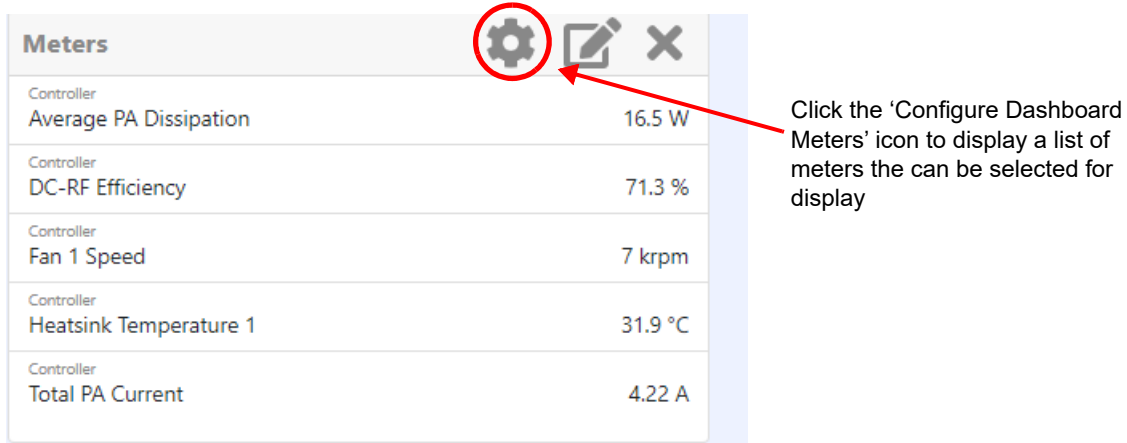 Meters
Controller
Average PA Dissipation 16.5 W
Controller
DC-RF Efficiency 71.3 %
Controller
Fan 1 Speed 7 krpm
Controller
Heatsink Temperature 1 31.9 °C
Controller
Total PA Current 4.22 A
Click the ‘Configure Dashboard
Meters’ icon to display a list of
meters the can be selected for
display